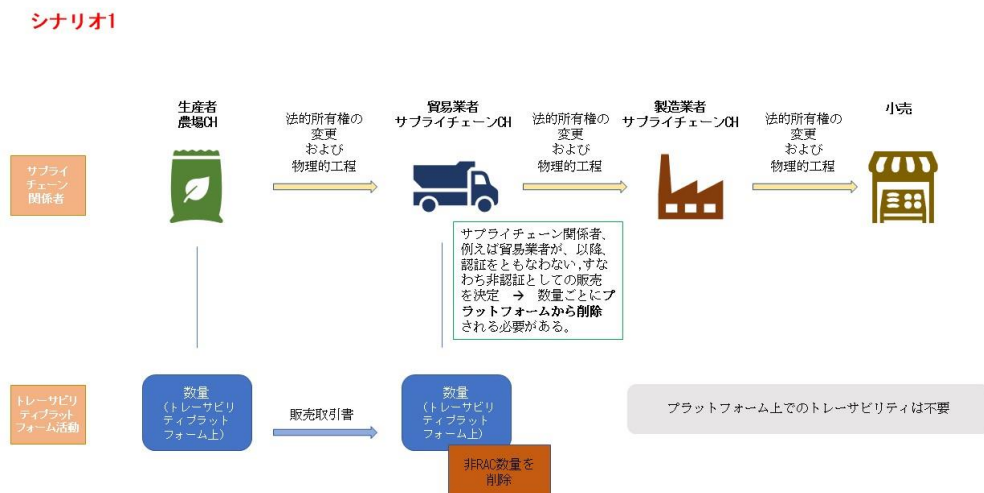 シナリオ1
生産者
農場CH
法的所有権の
変更
および
物理的工程
貿易業者
サプライチェーンCH
法的所有権の
変更
および
物理的工程
製造業者
サプライチェーンCH
法的所有権の
変更
および
物理的工程
小売
サプライ
チェーン
関係者
サプライチェーン関係者、
例えば貿易業者が、以降、
認証をともなわない,すな
わち非認証としての販売
を決定 → 数量ごとにプ
ラットフォームから削除
される必要がある。
トレーサビリ
ティプラット
フォーム活動
数量
(トレーサビリ
ティプラット
フォーム上)
販売取引書
数量
(トレーサビリ
ティプラット
フォーム上)
非RAC数量を
削除
プラットフォーム上でのトレーサビリティは不要